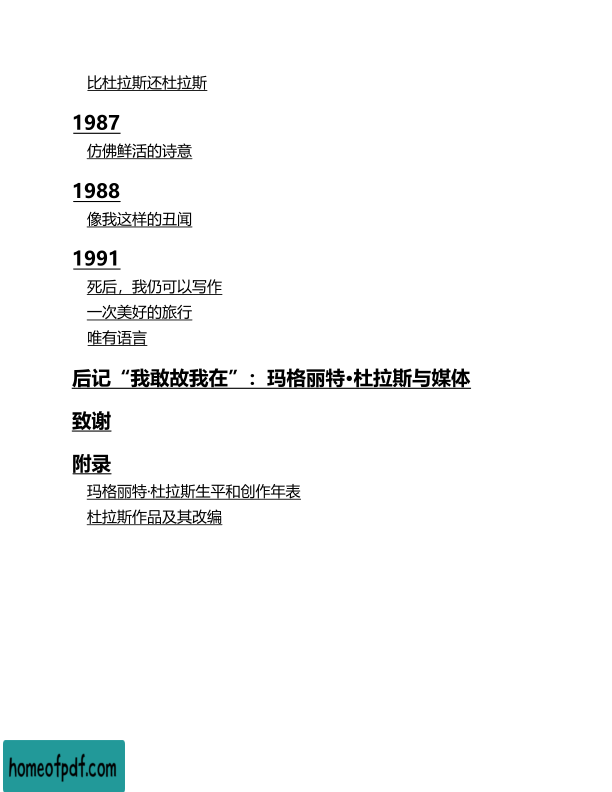 比杜拉斯还杜拉斯
1987
仿佛鲜活的诗意
1988
像我这样的丑闻
1991
死后，我仍可以写作
一次美好的旅行
唯有语言
后记“我敢故我在”：玛格丽特•杜拉斯与媒体
致谢
附录
玛格丽特·杜拉斯生平和创作年表
杜拉斯作品及其改编
homeofpdf.com